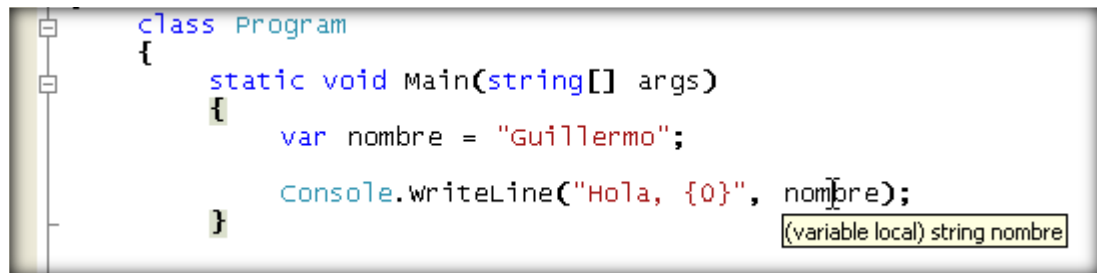 class Program
{
static void Main(string[] args)
{
var nombre = "Guillermo";
Console.WriteLine("Hola, {0}", nombre);
}
(variable local) string nombre